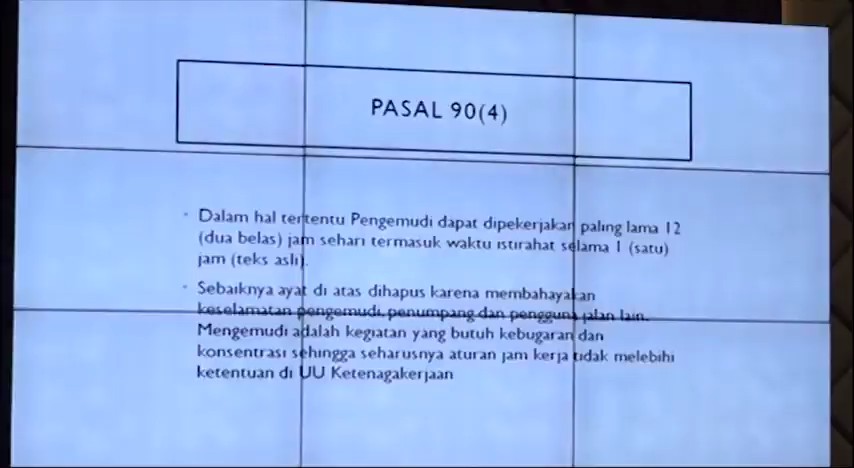 PASAL 90(4)
• Dalam hal tertentu Pengemudi dapat dipekerjakan paling lama 12
(dua belas) jam sehari termasuk waktu istirahat selama 1 (satu)
jam (teks asli).
• Sebaiknya ayat di atas dihapus karena membahayakan
keselamatan pengemudi, penumpang dan pengguna jalan lain.
Mengemudi adalah kegiatan yang butuh kebugaran dan
konsentrasi sehingga seharusnya aturan jam kerja tidak melebihi
ketentuan di UU Ketenagakerjaan